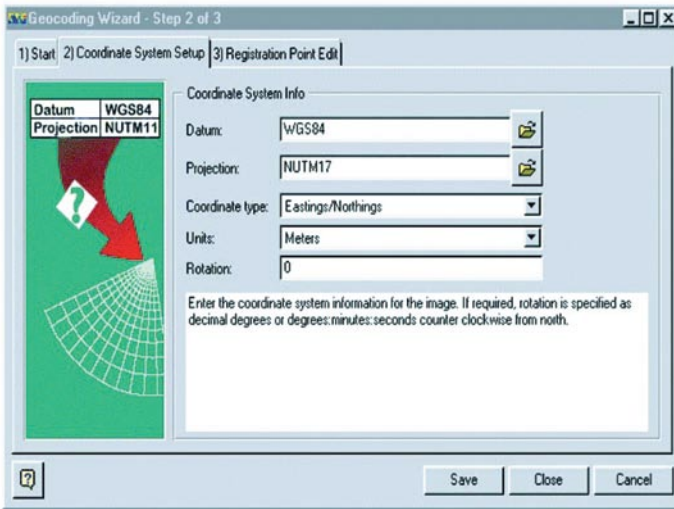 Geocoding Wizard - Step 2 of 3
1) Start 2) Coordinate System Setup 3) Registration Point Edit
Datum WGS84
Projection NUTM11
?
Coordinate System Info
Datum: WGS84
Projection: NUTM17
Coordinate type: Eastings/Northings
Units: Meters
Rotation: 0
Enter the coordinate system information for the image. If required, rotation is specified as
decimal degrees or degrees:minutes:seconds counter clockwise from north.
? Save Close Cancel